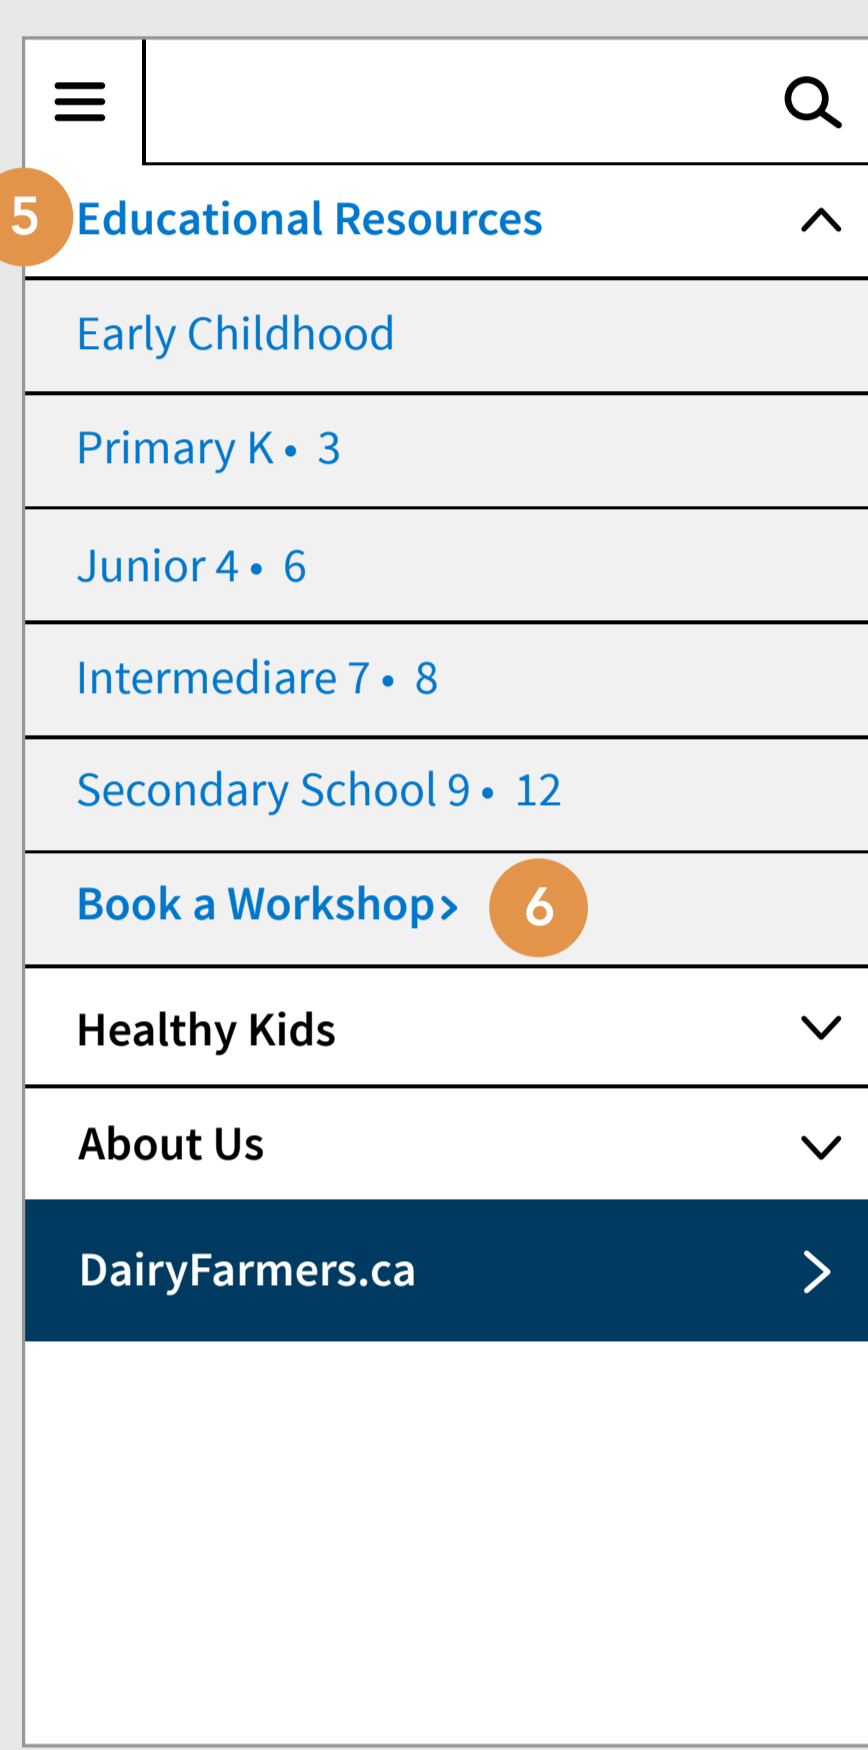 5 Educational Resources
Early Childhood
Primary K • 3
Junior 4 • 6
Intermediare 7 • 8
Secondary School 9 • 12
Book a Workshop> 6
Healthy Kids
About Us
DairyFarmers.ca